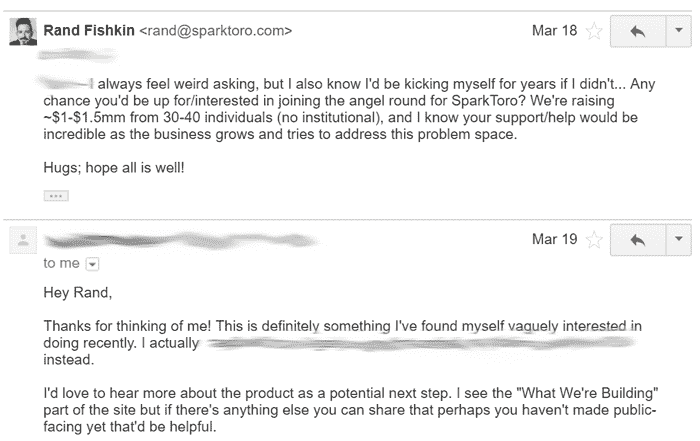 Rand Fishkin <rand@sparktoro.com> Mar 18
I always feel weird asking, but I also know I'd be kicking myself for years if I didn't... Any
chance you'd be up for/interested in joining the angel round for SparkToro? We're raising
~$1-$1.5mm from 30-40 individuals (no institutional), and I know your support/help would be
incredible as the business grows and tries to address this problem space.
Hugs; hope all is well!
Mar 19
to me
Hey Rand,
Thanks for thinking of me! This is definitely something I've found myself vaguely interested in
doing recently. I actually
instead.
I'd love to hear more about the product as a potential next step. I see the "What We're Building"
part of the site but if there's anything else you can share that perhaps you haven't made public-
facing yet that'd be helpful.